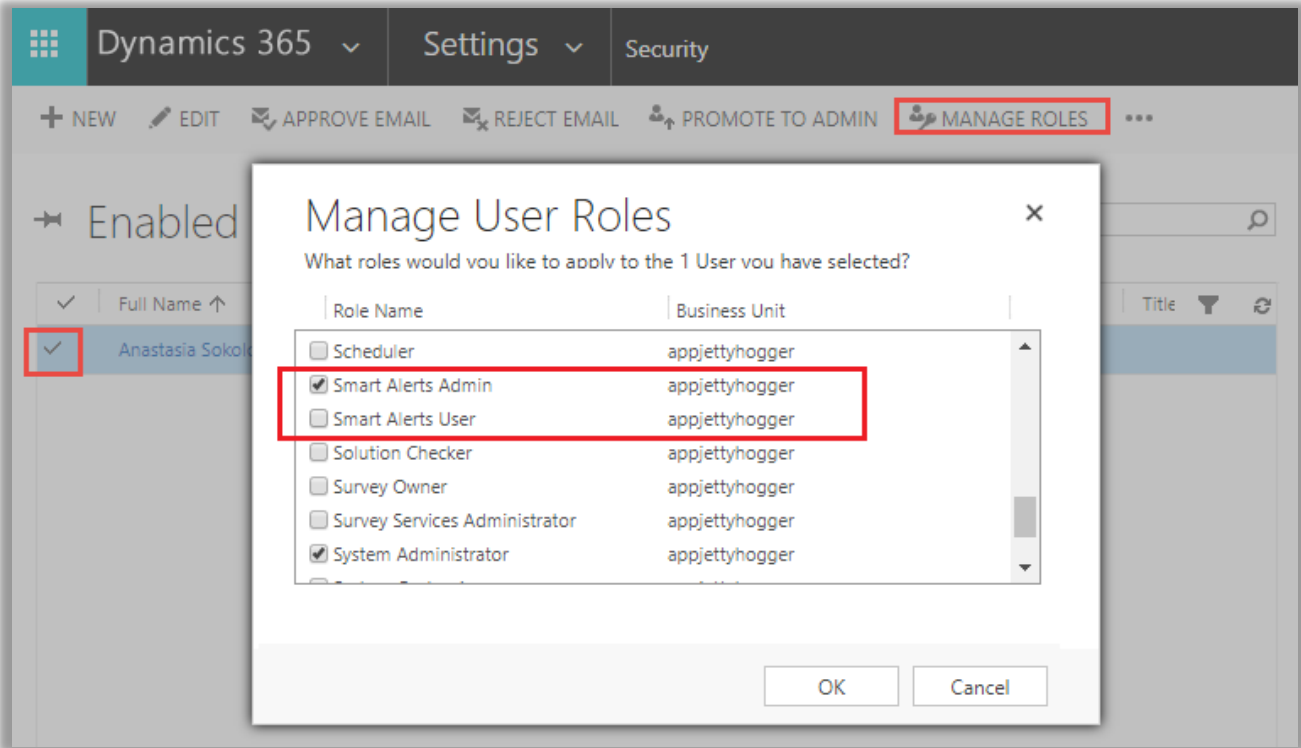 Dynamics 365 Settings Security
NEW EDIT APPROVE EMAIL REJECT EMAIL PROMOTE TO ADMIN MANAGE ROLES •••
Enabled
Manage User Roles
What roles would you like to apply to the 1 User you have selected?
Full Name Title
Role Name Business Unit
Anastasia
Scheduler appjettyhogger
Smart Alerts Admin appjettyhogger
Smart Alerts User appjettyhogger
Solution Checker appjettyhogger
Survey Owner appjettyhogger
Survey Services Administrator appjettyhogger
System Administrator appjettyhogger
OK Cancel